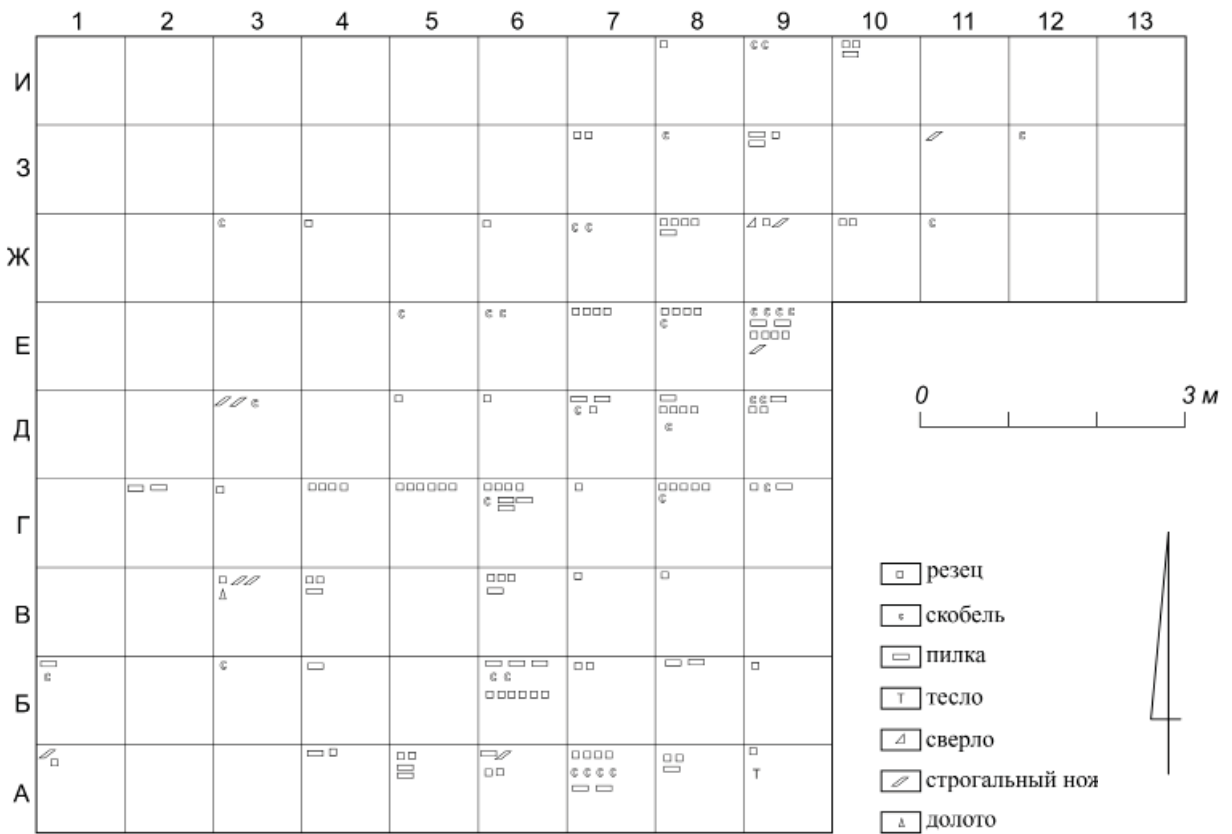 1 2 3 4 5 6 7 8 9 10 11 12 13
И
З
Ж
Е
Д
Г
В
Б
А
0 3 м
резец
скобель
пилка
Т тесло
сверло
строгальный нож
долото
Т